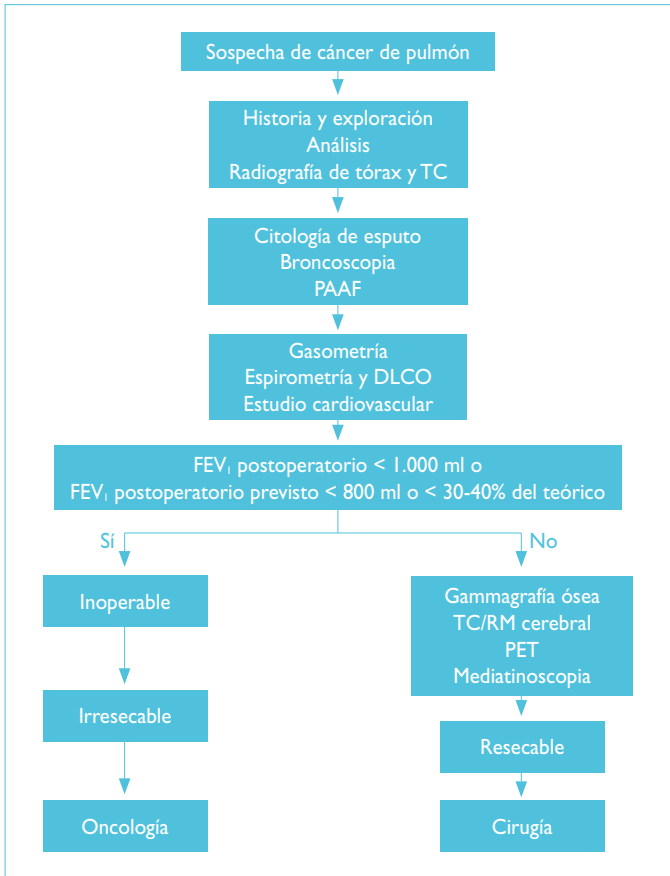 Sospecha de cáncer de pulmón
Historia y exploración
Análisis
Radiografía de tórax y TC
Citología de esputo
Broncoscopia
PAAF
Gasometría
Espirometría y DLCO
Estudio cardiovascular
FEV₁ postoperatorio < 1.000 ml o
FEV₁ postoperatorio previsto < 800 ml o < 30-40% del teórico
Sí
No
Inoperable
Gammagrafía ósea
TC/RM cerebral
PET
Mediatinoscopia
Irresecable
Resecable
Oncología
Cirugía